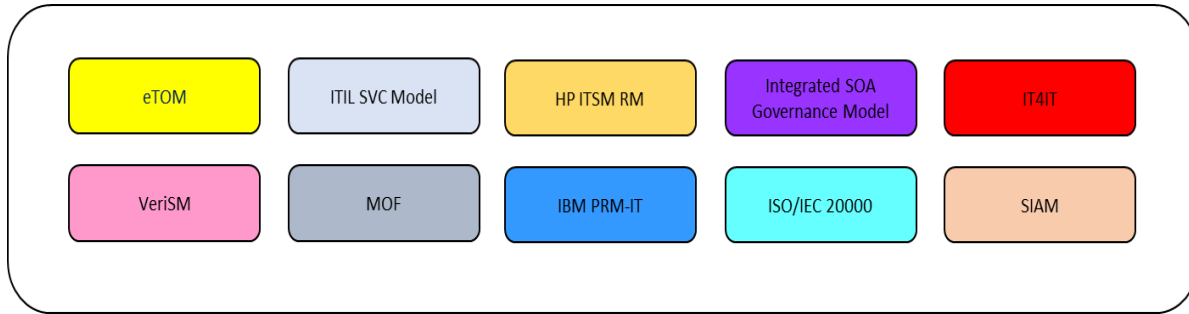 eTOM
ITIL SVC Model
HP ITSM RM
Integrated SOA
Governance Model
IT4IT
VeriSM
MOF
IBM PRM-IT
ISO/IEC 20000
SIAM